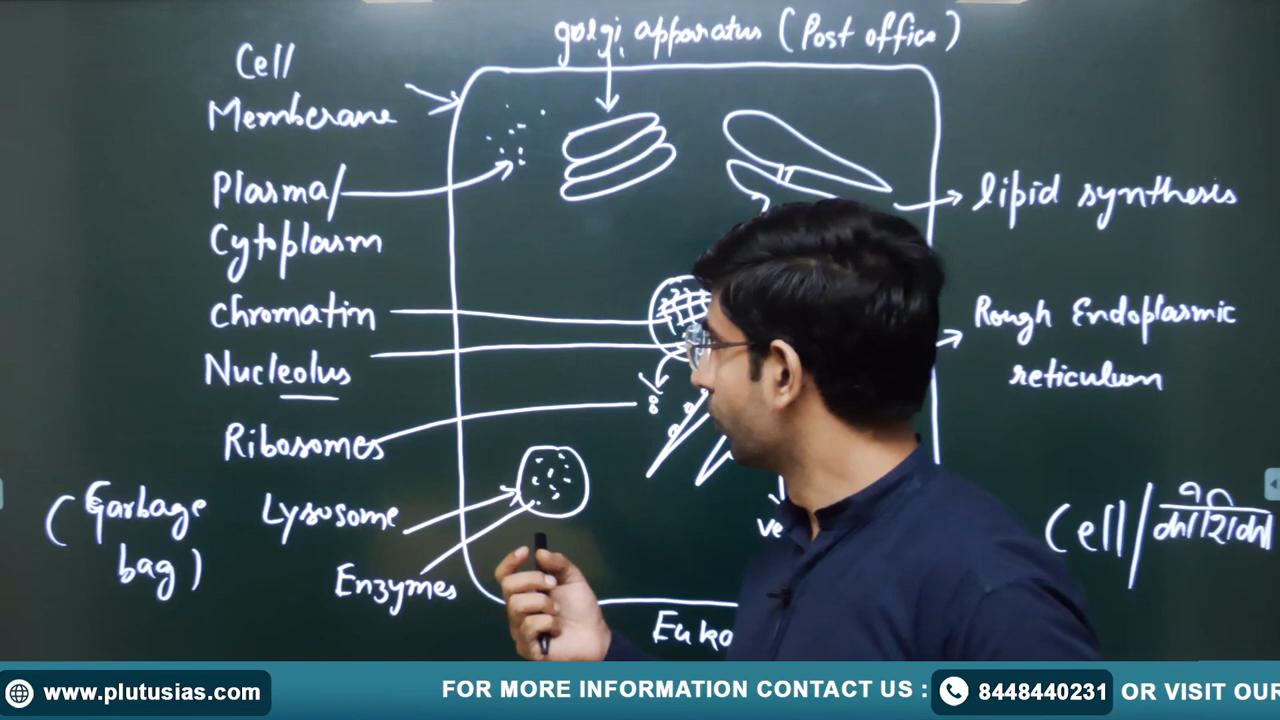 golgi apparatus (Post office)
Cell
Memberane
Plasma/
Cytoplasm
chromatin
Nucleolus
Ribosomes
(Garbage
bag)
Lysosome
Enzymes
lipid synthesis
Rough Endoplasmic
reticulum
Cell/
www.plutusias.com
FOR MORE INFORMATION CONTACT US :
8448440231
OR VISIT OUR